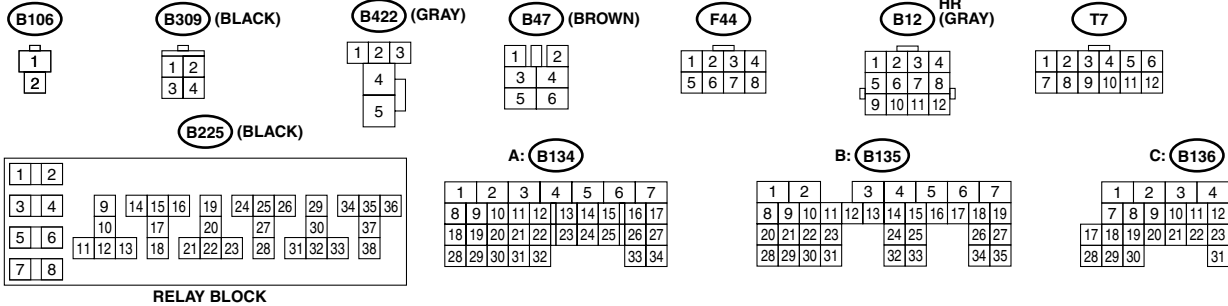 HR
B106
B309 (BLACK)
B422 (GRAY)
B47 (BROWN)
F44
B12 (GRAY)
T7
1
2
1 2
3 4
1 2 3
4
5
1 2
3 4
5 6
1 2 3 4
5 6 7 8
1 2 3 4
5 6 7 8
9 10 11 12
1 2 3 4 5 6
7 8 9 10 11 12
B225 (BLACK)
1 2
3 4
5 6
7 8
9 14 15 16 19 24 25 26 29 34 35 36
10 17 20 27 30 37
11 12 13 18 21 22 23 28 31 32 33 38
RELAY BLOCK
A: B134
1 2 3 4 5 6 7
8 9 10 11 12 13 14 15 16 17
18 19 20 21 22 23 24 25 26 27
28 29 30 31 32 33 34
B: B135
1 2 3 4 5 6 7
8 9 10 11 12 13 14 15 16 17 18 19
20 21 22 23 24 25 26 27
28 29 30 31 32 33 34 35
C: B136
1 2 3 4
7 8 9 10 11 12
17 18 19 20 21 22 23
28 29 30 31